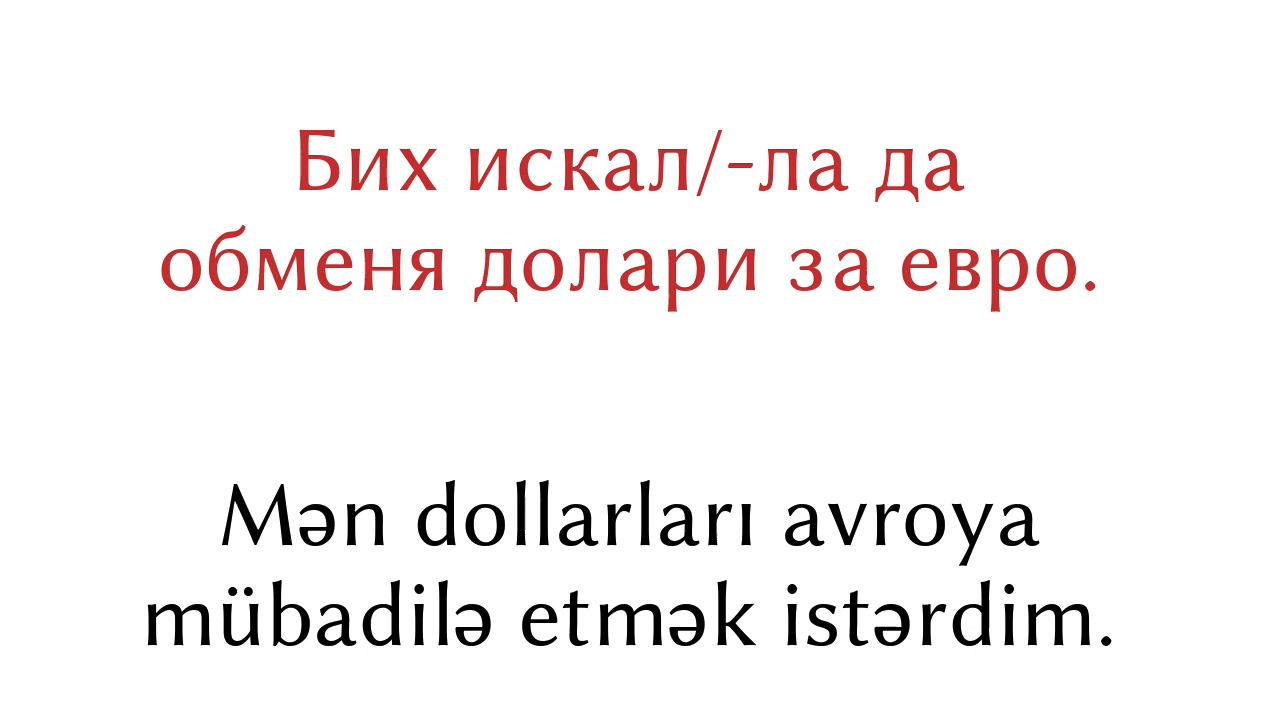 Бих искал/-ла да
обменя долари за евро.
Mən dollarları avroya
mübadilə etmək istərdim.